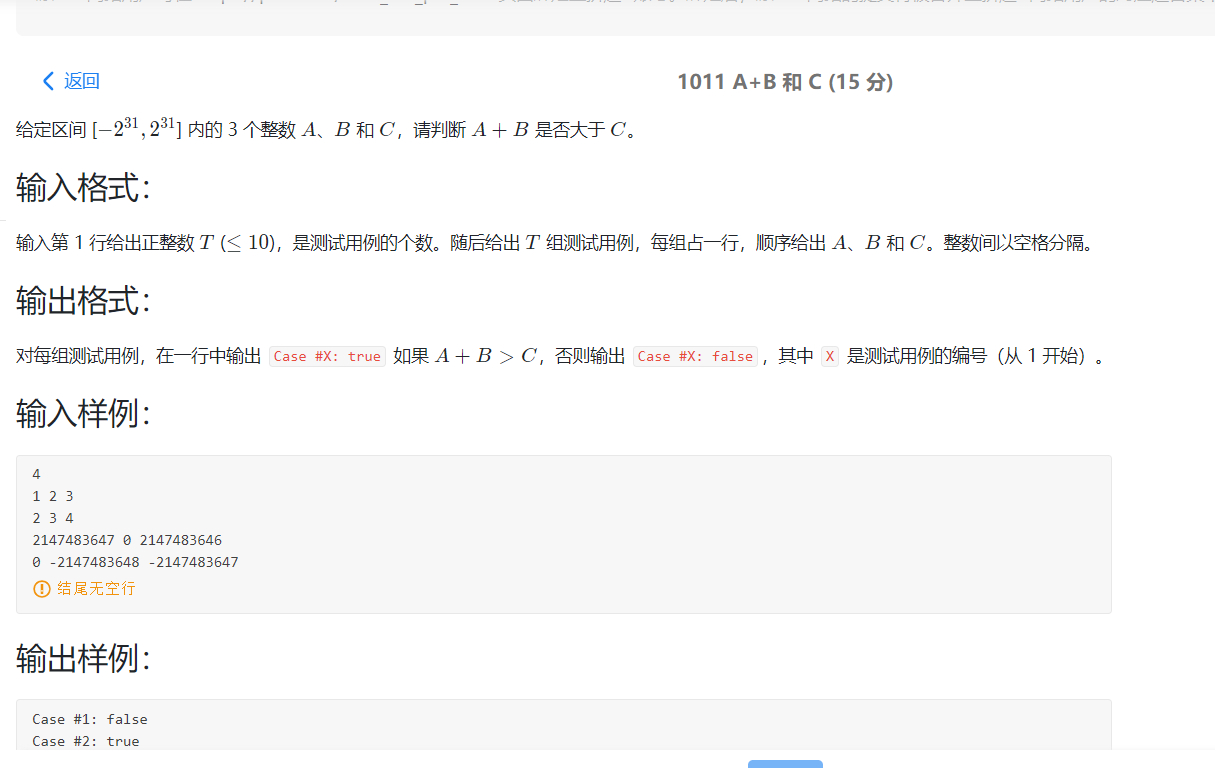 返回
1011 A+B 和 C (15 分)
给定区间 [−2³¹, 2³¹] 内的 3 个整数 A、B 和 C，请判断 A + B 是否大于 C。
输入格式：
输入第 1 行给出正整数 T (≤ 10)，是测试用例的个数。随后给出 T 组测试用例，每组占一行，顺序给出 A、B 和 C。整数间以空格分隔。
输出格式：
对每组测试用例，在一行中输出 Case #X: true 如果 A + B > C，否则输出 Case #X: false ，其中 X 是测试用例的编号（从 1 开始）。
输入样例：
4
1 2 3
2 3 4
2147483647 0 2147483646
0 -2147483648 -2147483647
结尾无空行
输出样例：
Case #1: false
Case #2: true